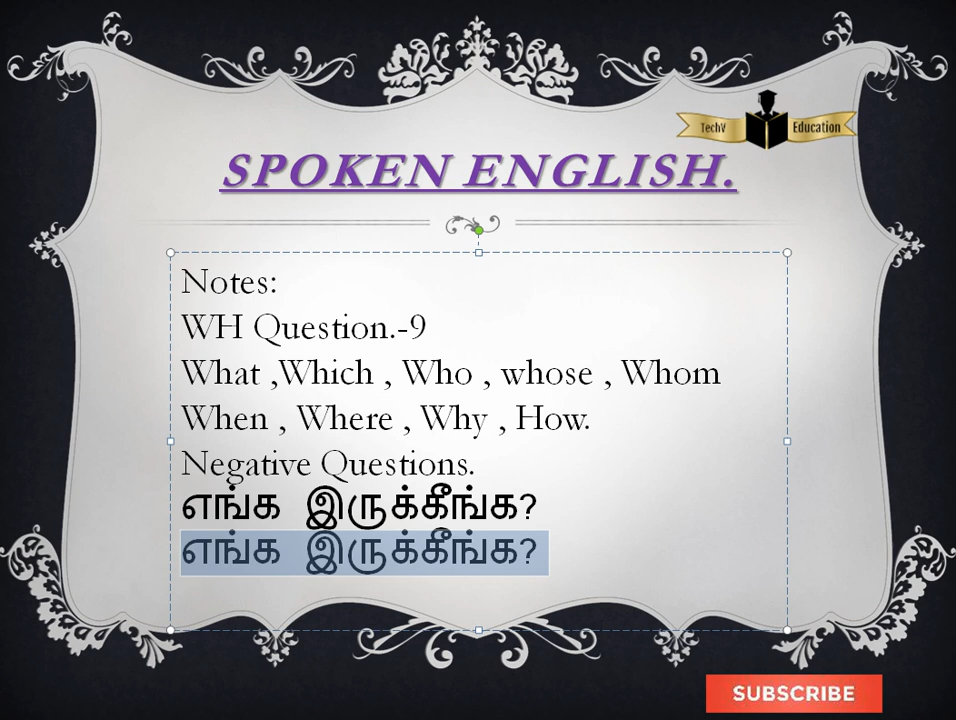 TechV Education
SPOKEN ENGLISH.
Notes:
WH Question.-9
What ,Which , Who , whose , Whom
When , Where , Why , How.
Negative Questions.
எங்க இருக்கீங்க?
எங்க இருக்கீங்க?
SUBSCRIBE